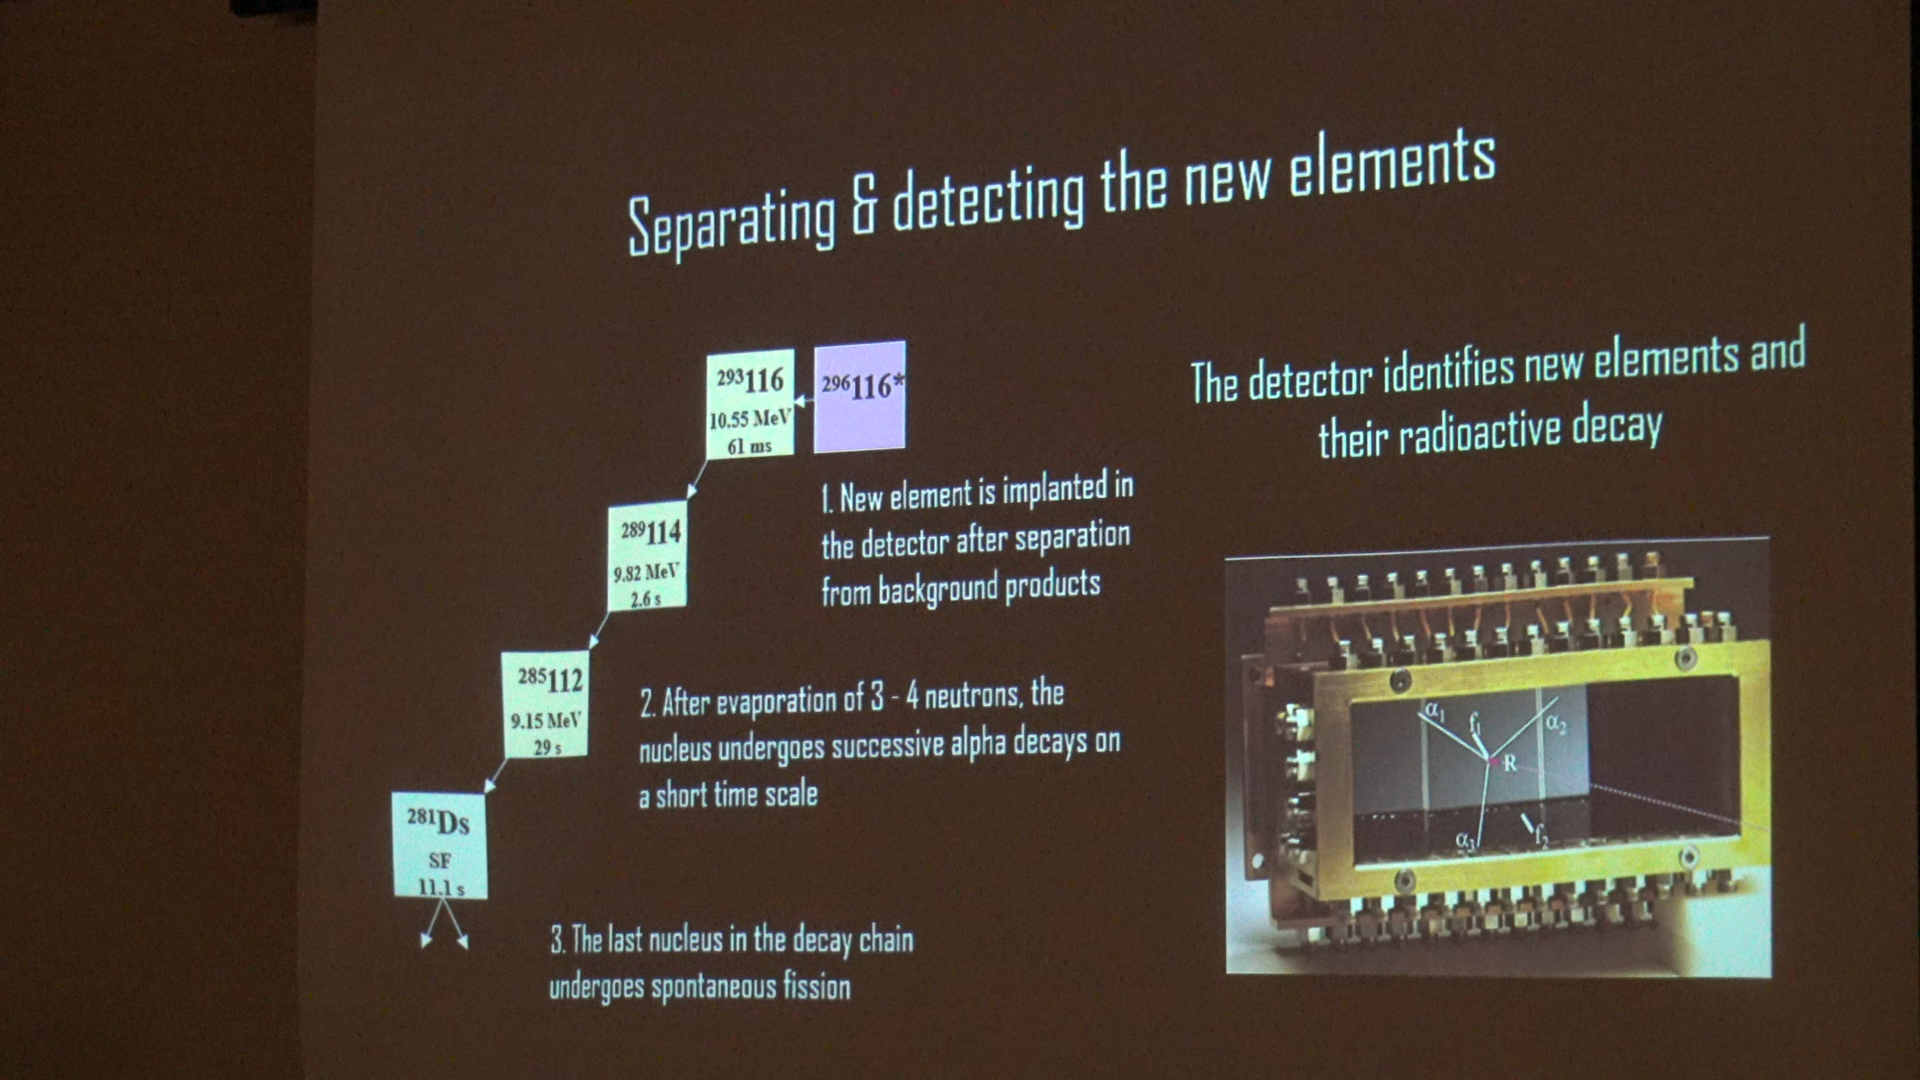 Separating & detecting the new elements
²⁹³116
10.55 MeV
61 ms
²⁹⁶116*
²⁸⁹114
9.82 MeV
2.6 s
²⁸⁵112
9.15 MeV
29 s
²⁸¹Ds
SF
11.1 s
1. New element is implanted in
the detector after separation
from background products
2. After evaporation of 3 - 4 neutrons, the
nucleus undergoes successive alpha decays on
a short time scale
3. The last nucleus in the decay chain
undergoes spontaneous fission
The detector identifies new elements and
their radioactive decay
α₁
f₁
α₂
R
α₃
f₂